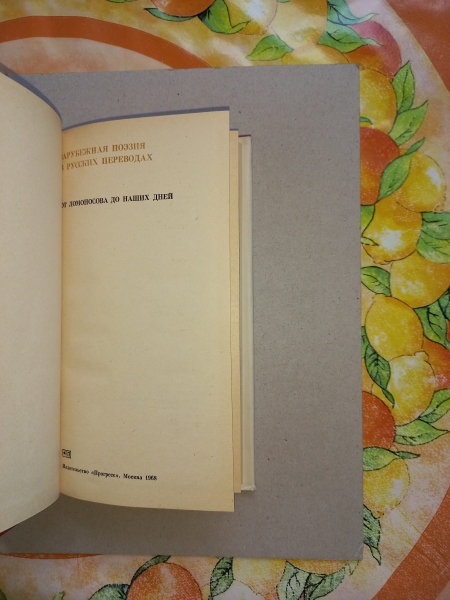 ЗАРУБЕЖНАЯ ПОЭЗИЯ
В РУССКИХ ПЕРЕВОДАХ
ОТ ЛОМОНОСОВА ДО НАШИХ ДНЕЙ
Издательство «Прогресс», Москва 1968